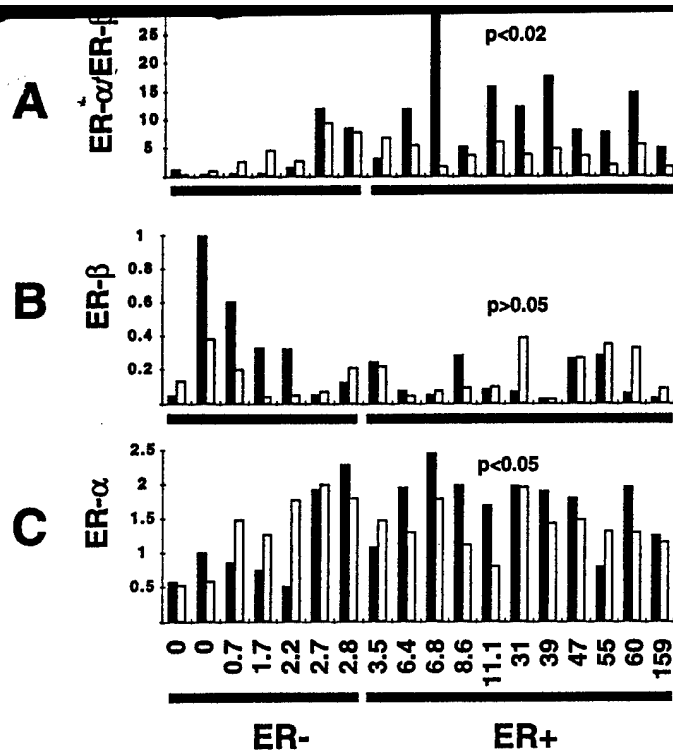 A
ER-α/ER-β
25
20
15
10
5
p<0.02
B
ER-β
1
0.8
0.6
0.4
0.2
p>0.05
C
ER-α
2.5
2
1.5
1
0.5
p<0.05
0 0 0.7 1.7 2.2 2.7 2.8 3.5 6.4 6.8 8.6 11.1 31 39 47 55 60 159
ER- ER+